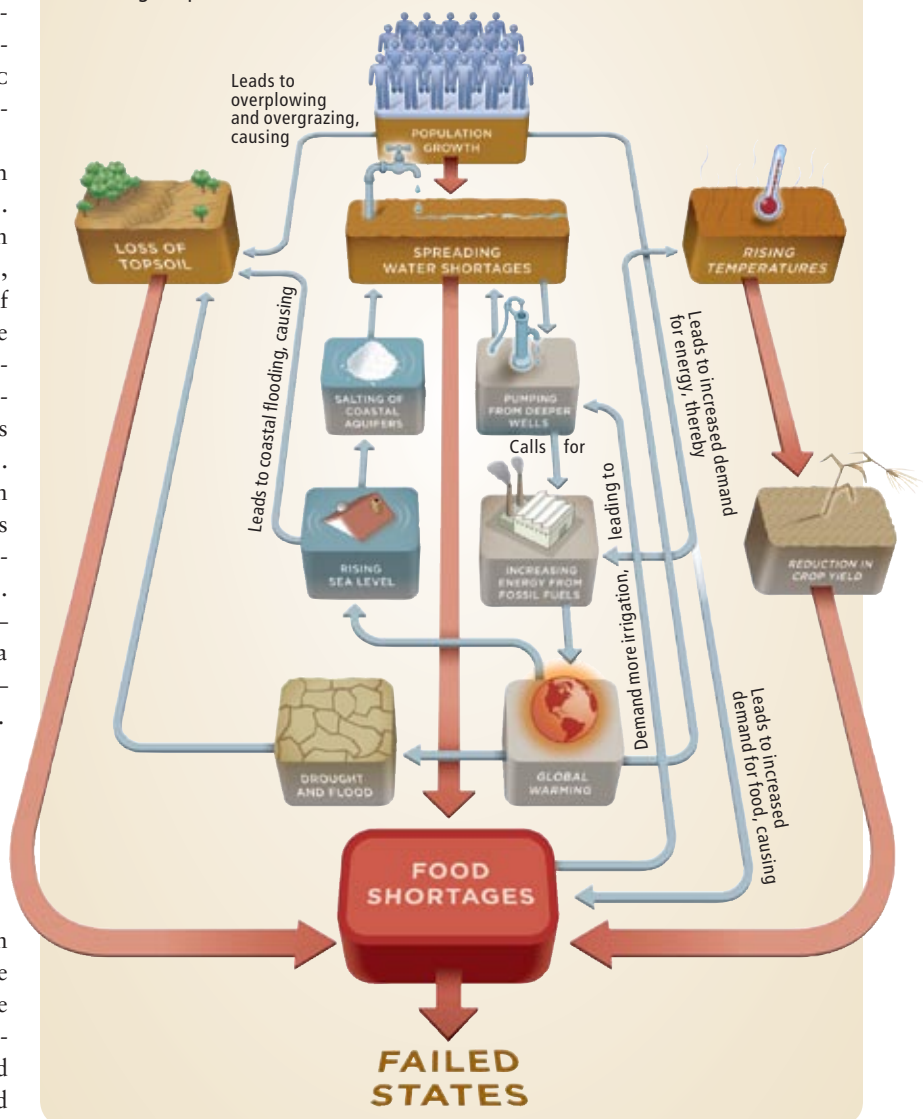 Leads to
overplowing
and overgrazing,
causing
POPULATION
GROWTH
LOSS OF
TOPSOIL
SPREADING
WATER SHORTAGES
RISING
TEMPERATURES
Leads to coastal flooding, causing
SALTING OF
COASTAL
AQUIFERS
PUMPING
FROM DEEPER
WELLS
Leads to increased demand
for energy, thereby
Calls for
RISING
SEA LEVEL
INCREASING
ENERGY FROM
FOSSIL FUELS
Demand more irrigation, leading to
REDUCTION IN
CROP YIELD
DROUGHT
AND FLOOD
GLOBAL
WARMING
Leads to increased
demand for food, causing
FOOD
SHORTAGES
FAILED
STATES